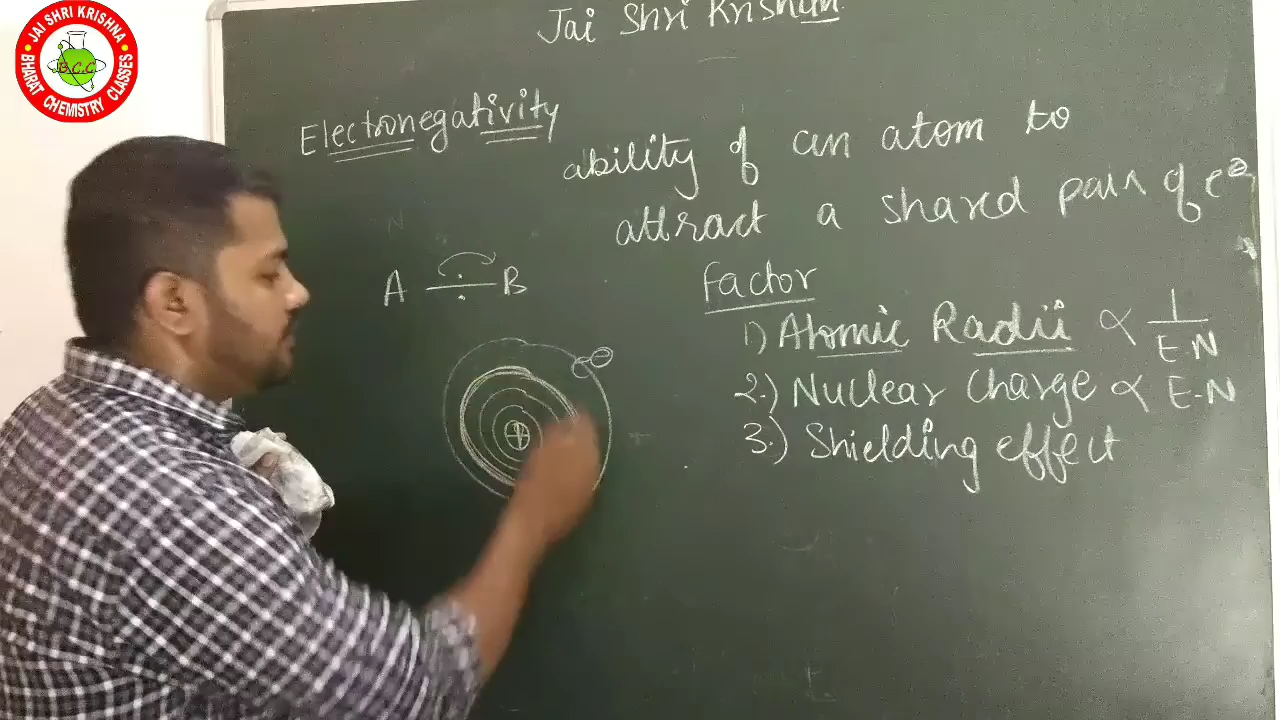 JAI SHRI KRISHNA
B.C.C
BHARAT CHEMISTRY CLASSES
Jai Shri Krishan
Electronegativity
ability of an atom to
attract a shared pair of e⊖
A ÷ B
Factor
1) Atomic Radii ∝ 1/E-N
2.) Nuclear Charge ∝ E-N
3.) Shielding effect
+